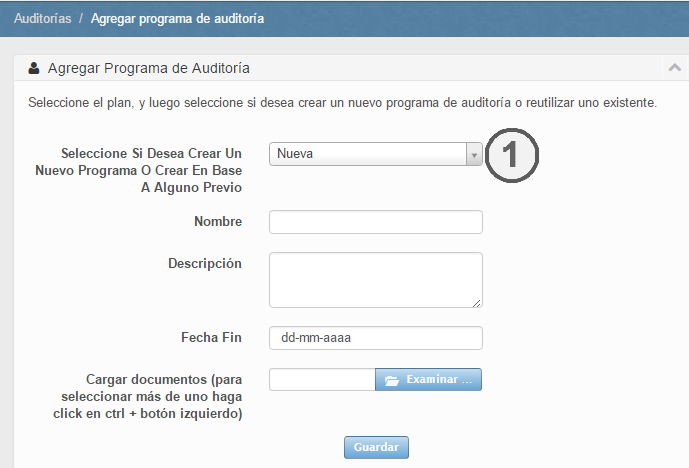 Auditorías / Agregar programa de auditoría
Agregar Programa de Auditoría
Seleccione el plan, y luego seleccione si desea crear un nuevo programa de auditoría o reutilizar uno existente.
Seleccione Si Desea Crear Un
Nuevo Programa O Crear En Base
A Alguno Previo
Nueva
1
Nombre
Descripción
Fecha Fin
dd-mm-aaaa
Cargar documentos (para
seleccionar más de uno haga
click en ctrl + botón izquierdo)
Examinar ...
Guardar